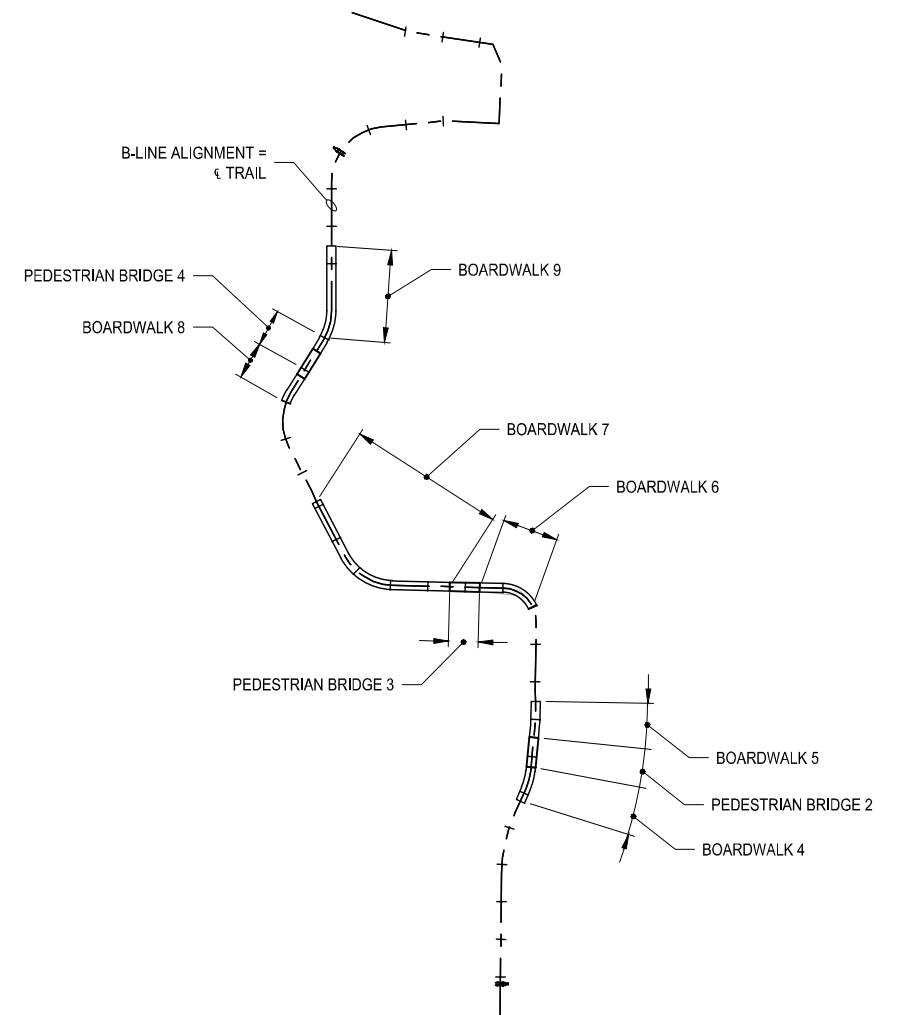 B-LINE ALIGNMENT =
℄ TRAIL
PEDESTRIAN BRIDGE 4
BOARDWALK 9
BOARDWALK 8
BOARDWALK 7
BOARDWALK 6
PEDESTRIAN BRIDGE 3
BOARDWALK 5
PEDESTRIAN BRIDGE 2
BOARDWALK 4